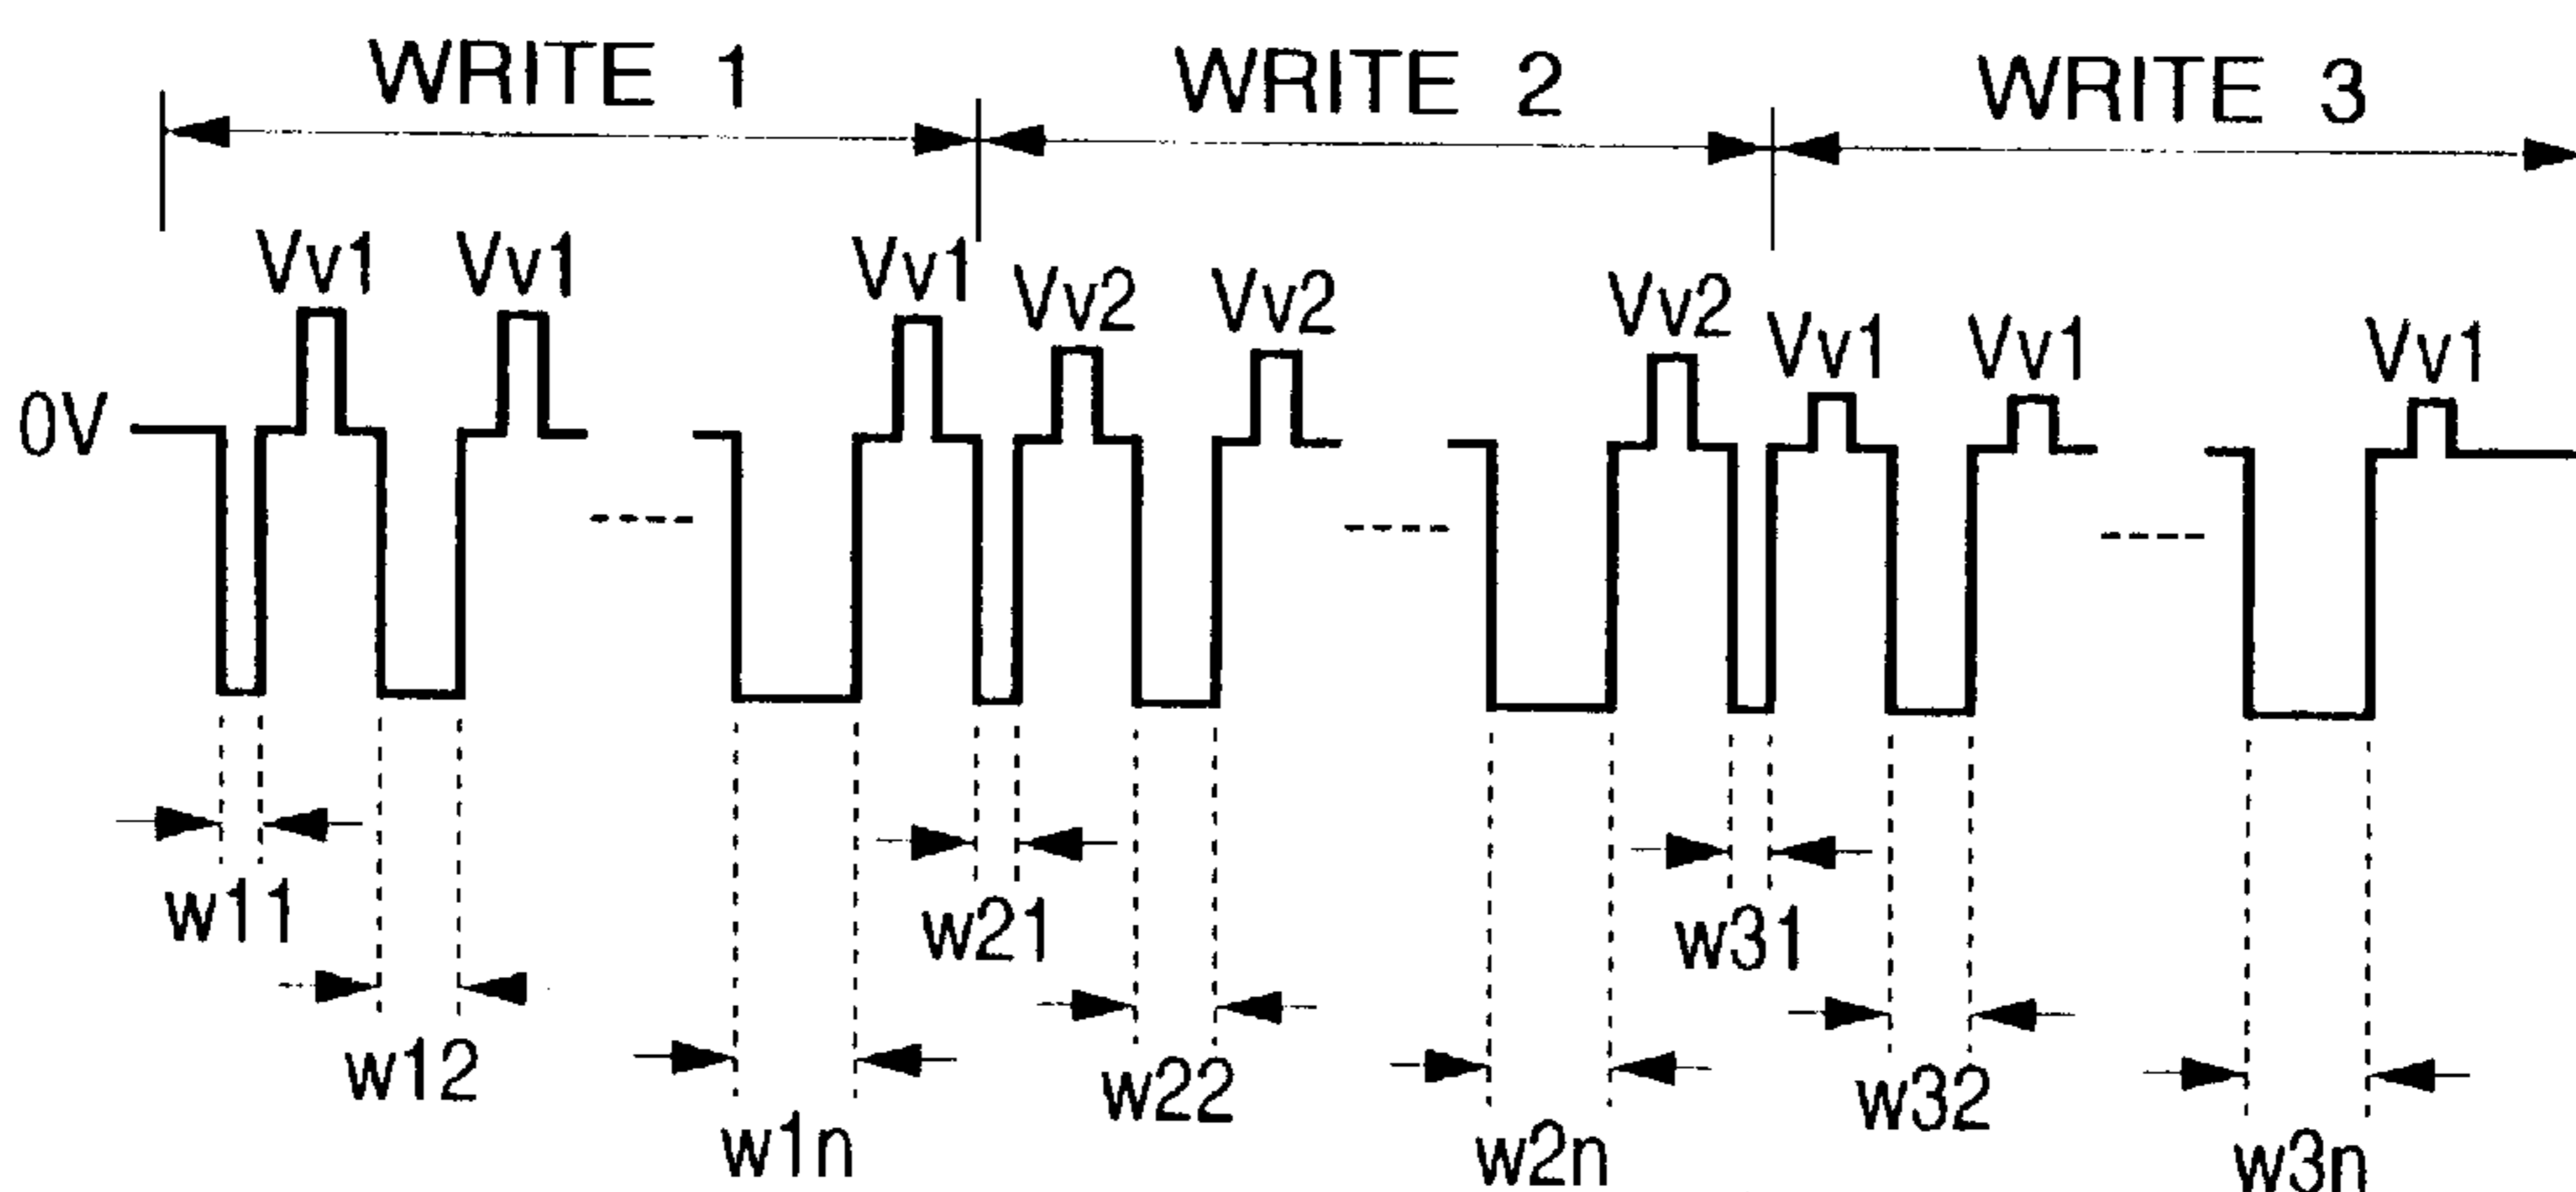 WRITE 1 WRITE 2 WRITE 3
Vv1 Vv1 Vv1 Vv2 Vv2 Vv2 Vv1 Vv1 Vv1
0V
w11 w21 w31
w12 w22 w32
w1n w2n w3n